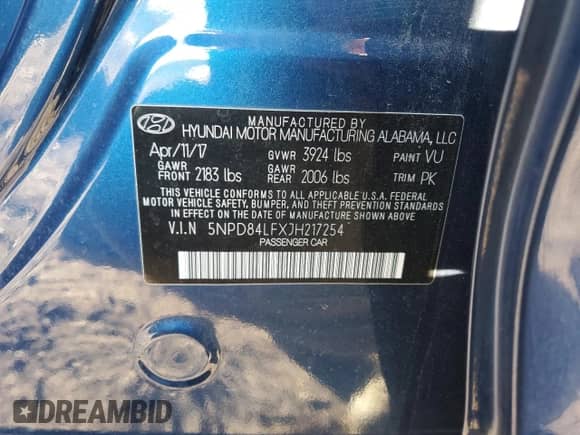 MANUFACTURED BY
HYUNDAI MOTOR MANUFACTURING ALABAMA, LLC
Apr/11/17 GVWR 3924 lbs PAINT VU
GAWR FRONT 2183 lbs GAWR REAR 2006 lbs TRIM PK
THIS VEHICLE CONFORMS TO ALL APPLICABLE U.S.A. FEDERAL
MOTOR VEHICLE SAFETY, BUMPER, AND THEFT PREVENTION STANDARDS
IN EFFECT ON THE DATE OF MANUFACTURE SHOWN ABOVE.
V.I.N 5NPD84LFXJH217254
PASSENGER CAR
DREAMBID